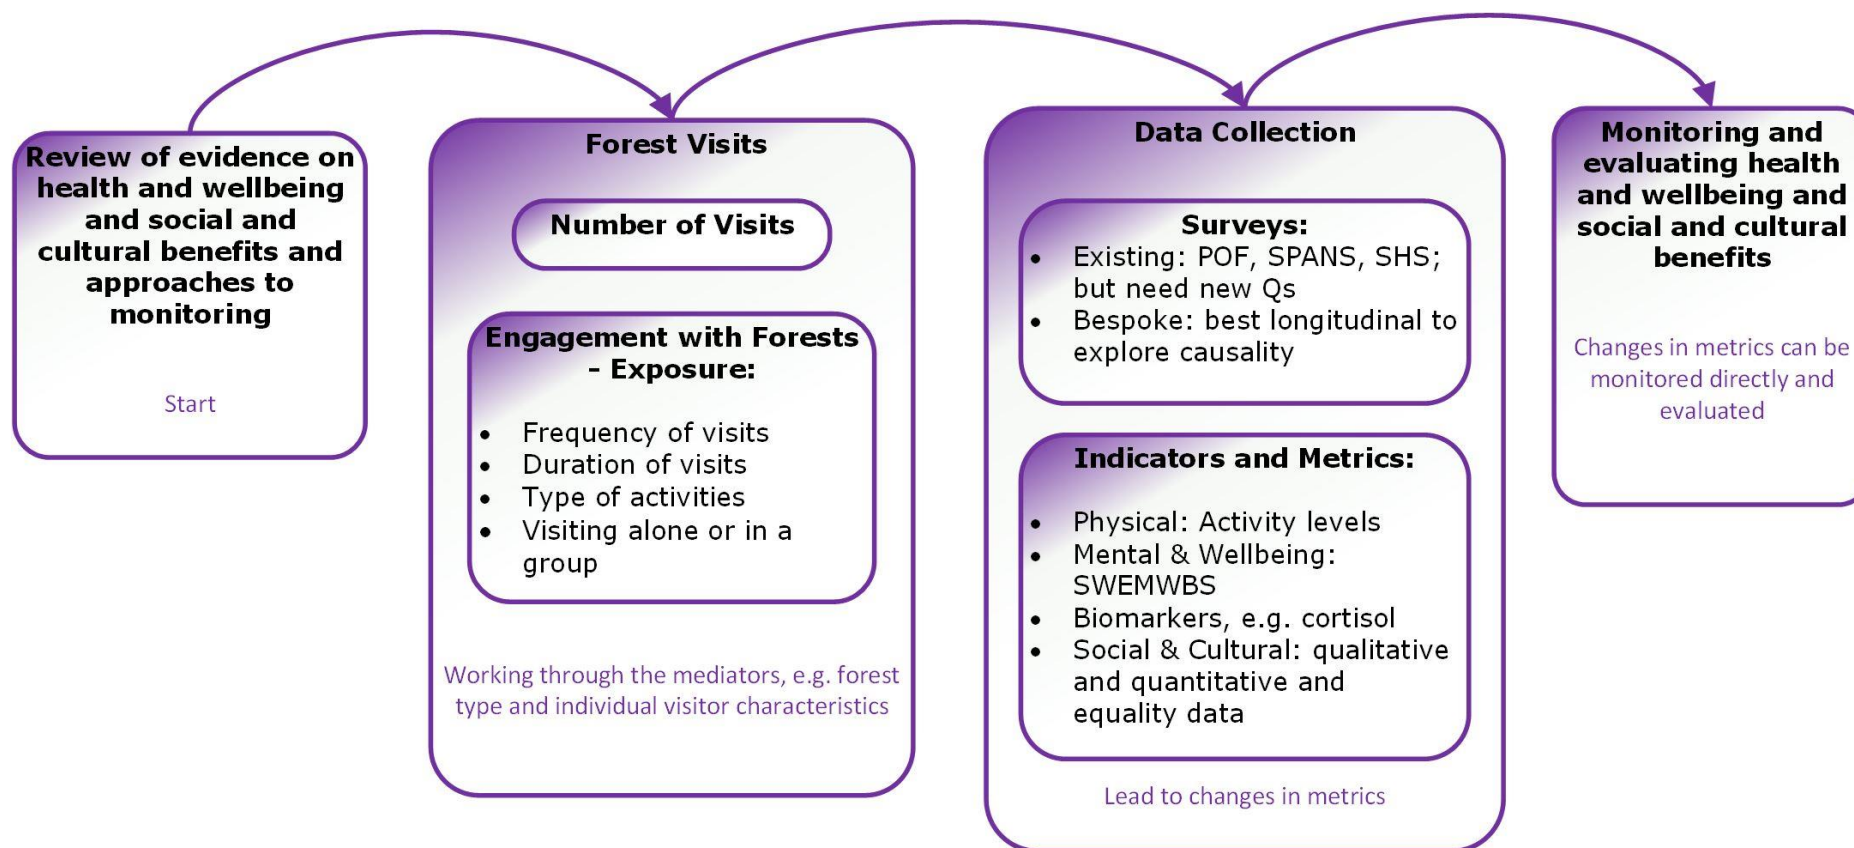 Review of evidence on
health and wellbeing
and social and
cultural benefits and
approaches to
monitoring
Start
Forest Visits
Number of Visits
Engagement with Forests
- Exposure:
• Frequency of visits
• Duration of visits
• Type of activities
• Visiting alone or in a
group
Working through the mediators, e.g. forest
type and individual visitor characteristics
Data Collection
Surveys:
• Existing: POF, SPANS, SHS;
but need new Qs
• Bespoke: best longitudinal to
explore causality
Indicators and Metrics:
• Physical: Activity levels
• Mental & Wellbeing:
SWEMWBS
• Biomarkers, e.g. cortisol
• Social & Cultural: qualitative
and quantitative and
equality data
Lead to changes in metrics
Monitoring and
evaluating health
and wellbeing and
social and cultural
benefits
Changes in metrics can be
monitored directly and
evaluated